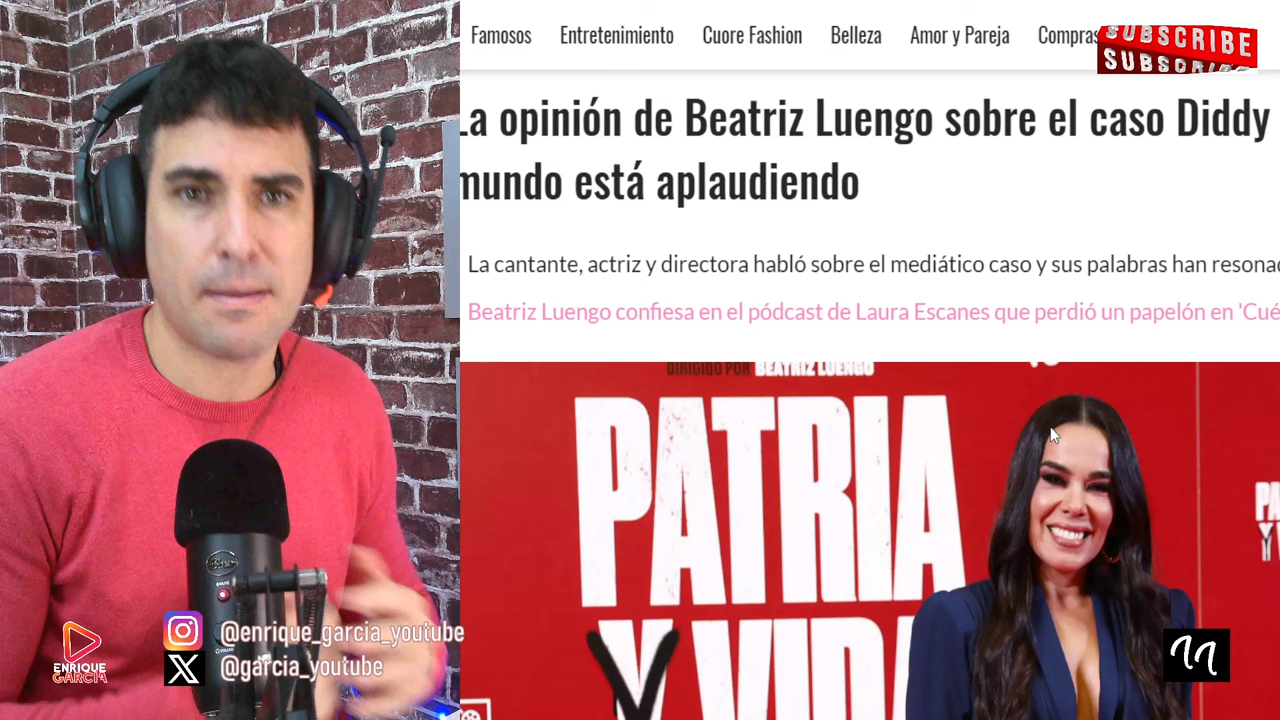 Famosos Entretenimiento Cuore Fashion Belleza Amor y Pareja Compras
SUBSCRIBE
SUBSCRIBE
La opinión de Beatriz Luengo sobre el caso Diddy
mundo está aplaudiendo
La cantante, actriz y directora habló sobre el mediático caso y sus palabras han resonad
Beatriz Luengo confiesa en el pódcast de Laura Escanes que perdió un papelón en 'Cué
DIRIGIDO POR BEATRIZ LUENGO
PATRIA
Y VIDA
@enrique_garcia_youtube
@garcia_youtube
ENRIQUE
GARCIA